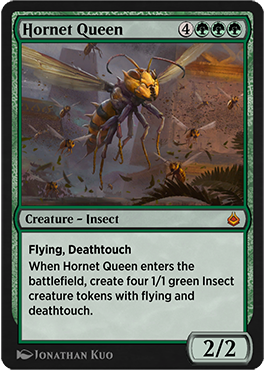 Hornet Queen 4
Creature – Insect
Flying, Deathtouch
When Hornet Queen enters the
battlefield, create four 1/1 green Insect
creature tokens with flying and
deathtouch.
Jonathan Kuo
2/2